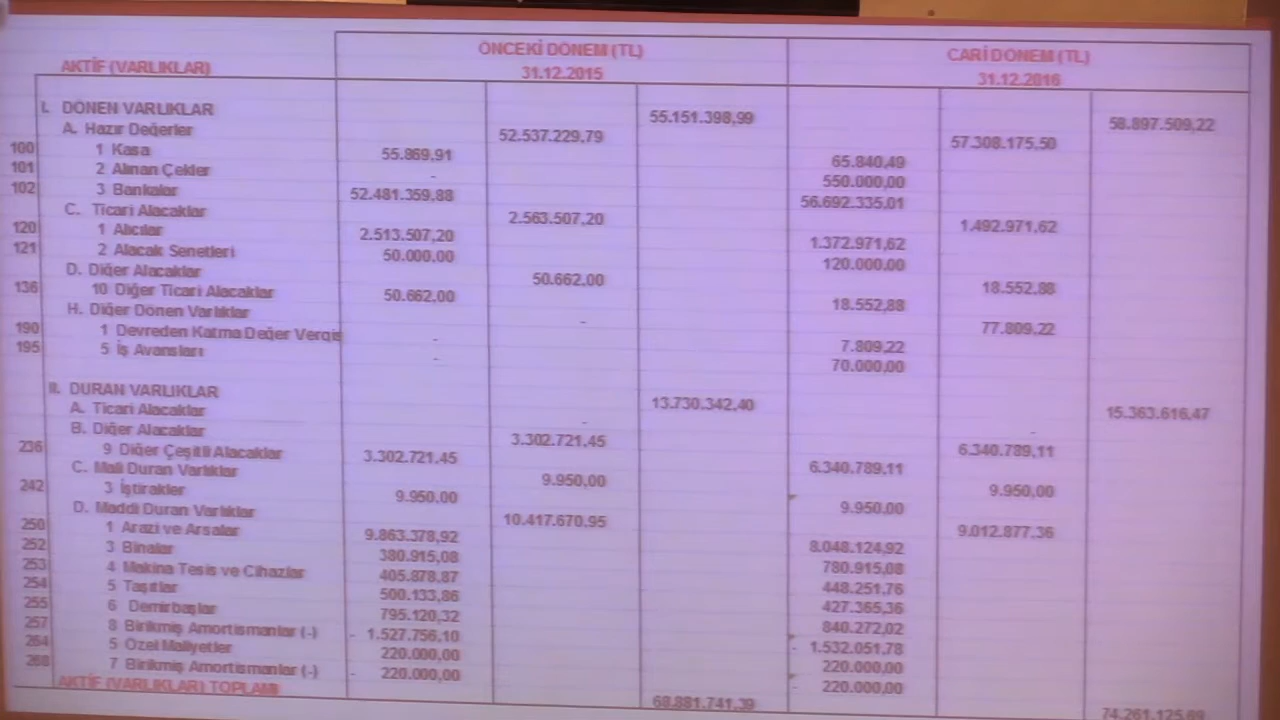 ÖNCEKİ DÖNEM (TL) CARİ DÖNEM (TL)
AKTİF (VARLIKLAR) 31.12.2015 31.12.2016
I. DÖNEN VARLIKLAR 55.151.398,99 58.897.509,22
A. Hazır Değerler 52.537.229,79 57.308.175,50
100 1 Kasa 55.869,91 65.840,49
101 2 Alınan Çekler - 550.000,00
102 3 Bankalar 52.481.359,88 56.692.335,01
C. Ticari Alacaklar 2.563.507,20 1.492.971,62
120 1 Alıcılar 2.513.507,20 1.372.971,62
121 2 Alacak Senetleri 50.000,00 120.000,00
D. Diğer Alacaklar 50.662,00 18.552,88
136 10 Diğer Ticari Alacaklar 50.662,00 18.552,88
H. Diğer Dönen Varlıklar - 77.809,22
190 1 Devreden Katma Değer Vergis - 7.809,22
195 5 İş Avansları - 70.000,00
II. DURAN VARLIKLAR 13.730.342,40 15.363.616,47
A. Ticari Alacaklar - -
B. Diğer Alacaklar 3.302.721,45 6.340.789,11
236 9 Diğer Çeşitli Alacaklar 3.302.721,45 6.340.789,11
C. Mali Duran Varlıklar 9.950,00 9.950,00
242 3 İştirakler 9.950,00 9.950,00
D. Maddi Duran Varlıklar 10.417.670,95 9.012.877,36
250 1 Arazi ve Arsalar 9.863.378,92 8.048.124,92
252 3 Binalar 380.915,08 780.915,08
253 4 Makina Tesis ve Cihazlar 405.878,87 448.251,76
254 5 Taşıtlar 500.133,86 427.365,36
255 6 Demirbaşlar 795.120,32 840.272,02
257 8 Birikmiş Amortismanlar (-) - 1.527.756,10 - 1.532.051,78
264 5 Özel Maliyetler 220.000,00 220.000,00
268 7 Birikmiş Amortismanlar (-) - 220.000,00 - 220.000,00
AKTİF (VARLIKLAR) TOPLAMI 68.881.741,39 74.261.125,69